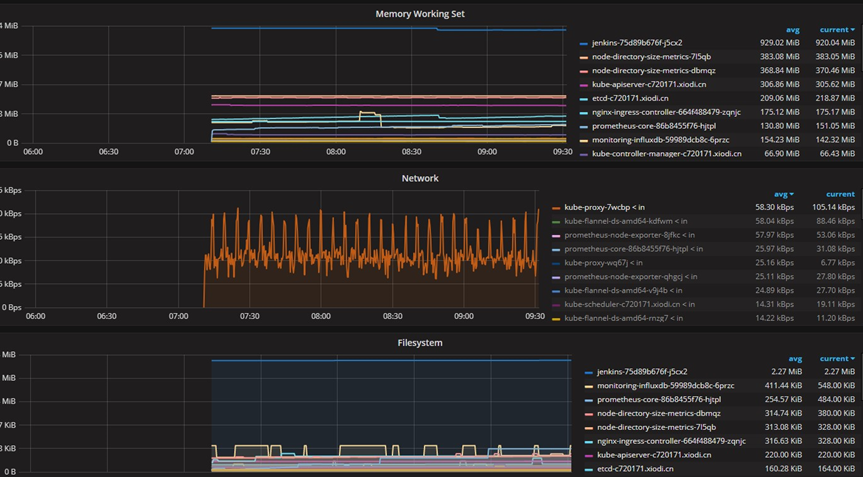 Memory Working Set
4 MiB
5 MiB
7 MiB
3 MiB
0 B
06:00 06:30 07:00 07:30 08:00 08:30 09:00 09:30
avg current
jenkins-75d89b676f-j5cx2 929.02 MiB 920.04 MiB
node-directory-size-metrics-7l5qb 383.08 MiB 383.05 MiB
node-directory-size-metrics-dbmqz 368.84 MiB 370.46 MiB
kube-apiserver-c720171.xiodi.cn 306.86 MiB 305.62 MiB
etcd-c720171.xiodi.cn 209.06 MiB 218.87 MiB
nginx-ingress-controller-664f488479-zqnjc 175.12 MiB 175.17 MiB
prometheus-core-86b8455f76-hjtpl 130.80 MiB 151.05 MiB
monitoring-influxdb-59989dcb8c-6przc 154.23 MiB 142.32 MiB
kube-controller-manager-c720171.xiodi.cn 66.90 MiB 66.43 MiB
Network
5 kBps
0 kBps
5 kBps
0 kBps
5 kBps
0 Bps
06:00 06:30 07:00 07:30 08:00 08:30 09:00 09:30
avg current
kube-proxy-7wcbp < in 58.30 kBps 105.14 kBps
kube-flannel-ds-amd64-kdfwm < in 58.04 kBps 88.46 kBps
prometheus-node-exporter-8jfkc < in 57.97 kBps 53.06 kBps
prometheus-core-86b8455f76-hjtpl < in 25.97 kBps 31.08 kBps
kube-proxy-wq67j < in 25.16 kBps 6.77 kBps
prometheus-node-exporter-qhgcj < in 25.11 kBps 27.80 kBps
kube-flannel-ds-amd64-v9j4b < in 24.89 kBps 27.70 kBps
kube-scheduler-c720171.xiodi.cn < in 14.31 kBps 19.11 kBps
kube-flannel-ds-amd64-rnzg7 < in 14.22 kBps 11.20 kBps
Filesystem
MiB
MiB
MiB
7 KiB
3 KiB
0 B
avg current
jenkins-75d89b676f-j5cx2 2.27 MiB 2.27 MiB
monitoring-influxdb-59989dcb8c-6przc 411.44 KiB 548.00 KiB
prometheus-core-86b8455f76-hjtpl 254.57 KiB 484.00 KiB
node-directory-size-metrics-dbmqz 314.74 KiB 380.00 KiB
node-directory-size-metrics-7l5qb 313.08 KiB 328.00 KiB
nginx-ingress-controller-664f488479-zqnjc 316.63 KiB 328.00 KiB
kube-apiserver-c720171.xiodi.cn 220.00 KiB 220.00 KiB
etcd-c720171.xiodi.cn 160.28 KiB 164.00 KiB